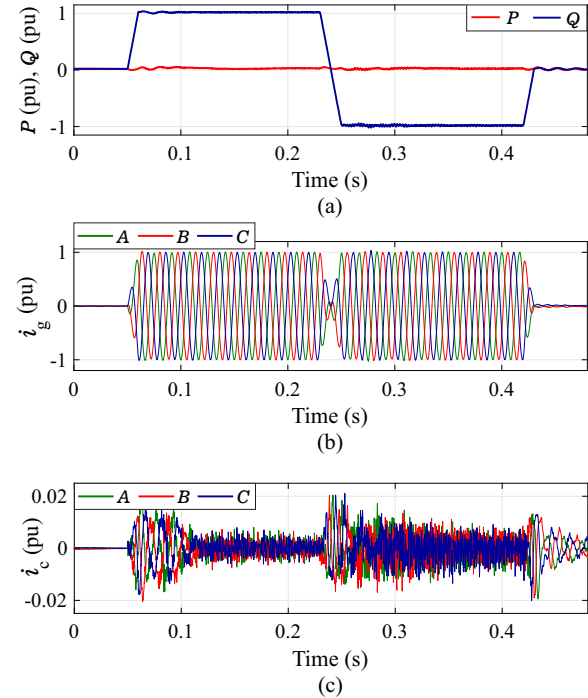 P (pu), Q (pu)
1
0
-1
P Q
0 0.1 0.2 0.3 0.4
Time (s)
(a)
A B C
i_g (pu)
1
0
-1
0 0.1 0.2 0.3 0.4
Time (s)
(b)
A B C
i_c (pu)
0.02
0
-0.02
0 0.1 0.2 0.3 0.4
Time (s)
(c)